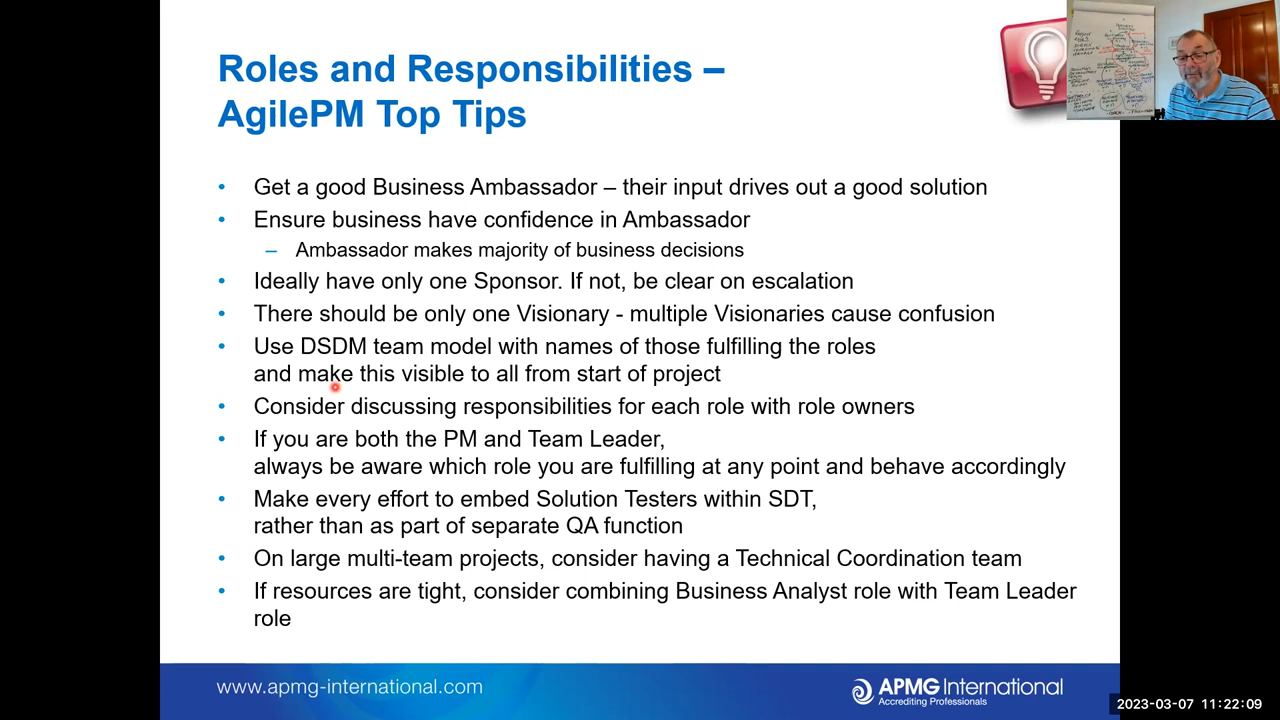 Roles and Responsibilities –
AgilePM Top Tips
• Get a good Business Ambassador – their input drives out a good solution
• Ensure business have confidence in Ambassador
– Ambassador makes majority of business decisions
• Ideally have only one Sponsor. If not, be clear on escalation
• There should be only one Visionary - multiple Visionaries cause confusion
• Use DSDM team model with names of those fulfilling the roles
and make this visible to all from start of project
• Consider discussing responsibilities for each role with role owners
• If you are both the PM and Team Leader,
always be aware which role you are fulfilling at any point and behave accordingly
• Make every effort to embed Solution Testers within SDT,
rather than as part of separate QA function
• On large multi-team projects, consider having a Technical Coordination team
• If resources are tight, consider combining Business Analyst role with Team Leader
role
www.apmg-international.com
APMG International
Accrediting Professionals
2023-03-07 11:22:09